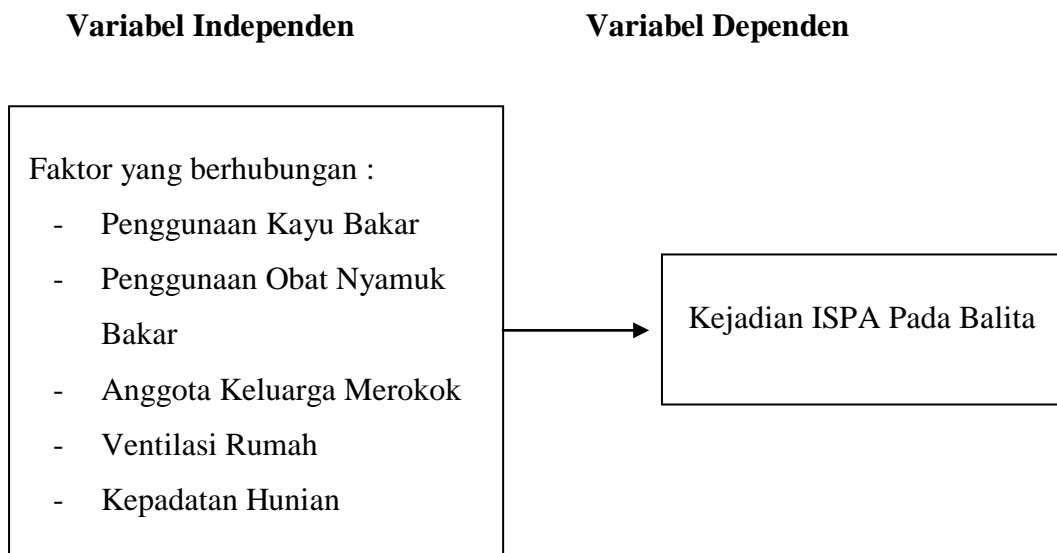 Variabel Independen Variabel Dependen
Faktor yang berhubungan :
- Penggunaan Kayu Bakar
- Penggunaan Obat Nyamuk
Bakar
- Anggota Keluarga Merokok
- Ventilasi Rumah
- Kepadatan Hunian
Kejadian ISPA Pada Balita